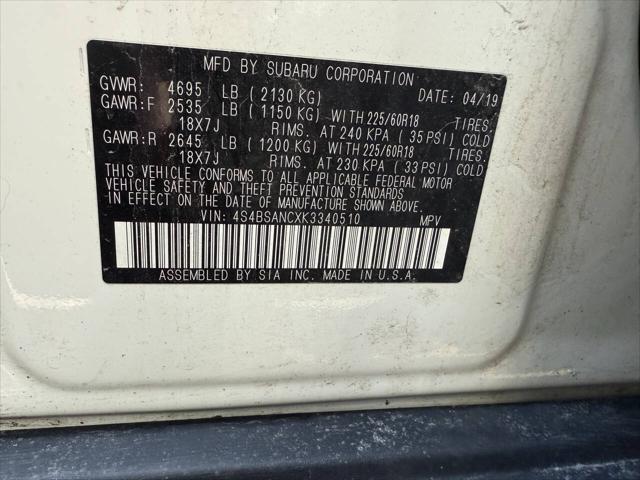 MFD BY SUBARU CORPORATION
GVWR: 4695 LB ( 2130 KG) DATE: 04/19
GAWR:F 2535 LB ( 1150 KG) WITH 225/60R18 TIRES.
18X7J RIMS. AT 240 KPA ( 35 PSI) COLD
GAWR:R 2645 LB ( 1200 KG) WITH 225/60R18 TIRES.
18X7J RIMS. AT 230 KPA ( 33 PSI) COLD
THIS VEHICLE CONFORMS TO ALL APPLICABLE FEDERAL MOTOR
VEHICLE SAFETY AND THEFT PREVENTION STANDARDS
IN EFFECT ON THE DATE OF MANUFACTURE SHOWN ABOVE.
VIN: 4S4BSANCXK3340510 MPV
ASSEMBLED BY SIA INC. MADE IN U.S.A.